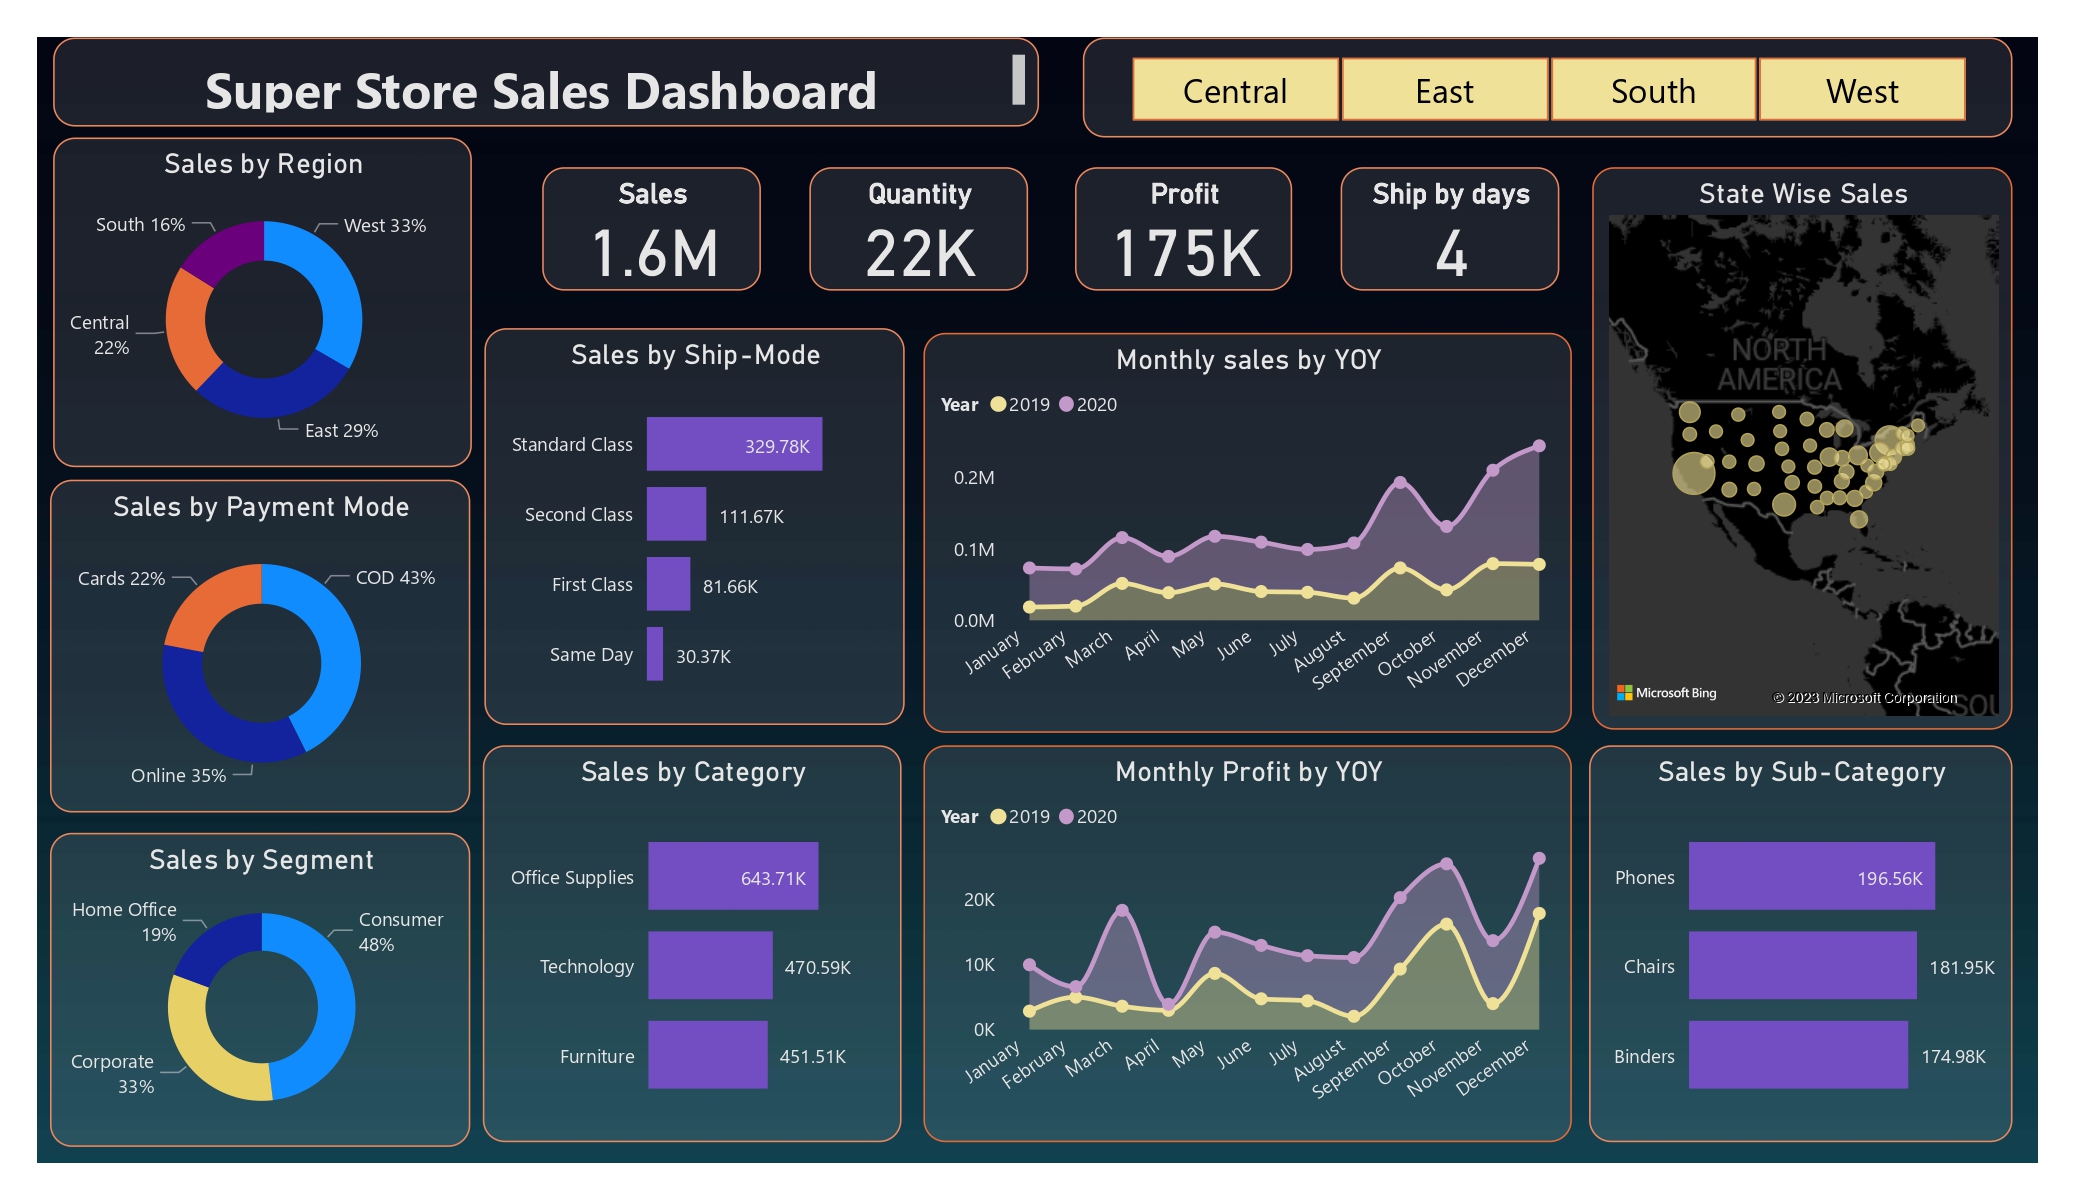 Super Store Sales Dashboard
Central
East
South
West
Sales by Region
South 16%
West 33%
Central
22%
East 29%
Sales
1.6M
Quantity
22K
Profit
175K
Ship by days
4
State Wise Sales
NORTH
AMERICA
Microsoft Bing
© 2023 Microsoft Corporation
SOU
Sales by Payment Mode
Cards 22%
COD 43%
Online 35%
Sales by Ship-Mode
Standard Class
329.78K
Second Class
111.67K
First Class
81.66K
Same Day
30.37K
Monthly sales by YOY
Year 2019 2020
0.2M
0.1M
0.0M
January
February
March
April
May
June
July
August
September
October
November
December
Sales by Segment
Home Office
19%
Consumer
48%
Corporate
33%
Sales by Category
Office Supplies
643.71K
Technology
470.59K
Furniture
451.51K
Monthly Profit by YOY
Year 2019 2020
20K
10K
0K
January
February
March
April
May
June
July
August
September
October
November
December
Sales by Sub-Category
Phones
196.56K
Chairs
181.95K
Binders
174.98K